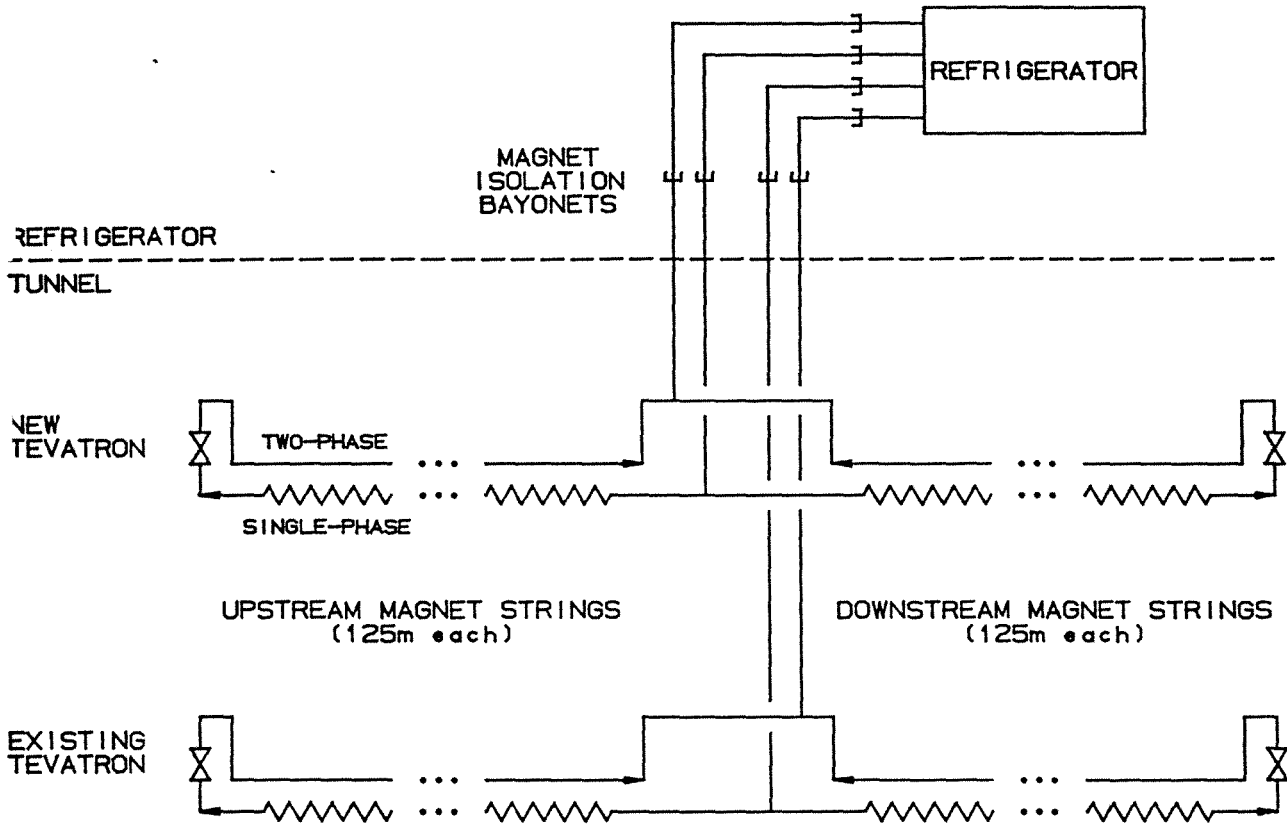 REFRIGERATOR
MAGNET
ISOLATION
BAYONETS
REFRIGERATOR
TUNNEL
NEW
TEVATRON
TWO-PHASE
SINGLE-PHASE
UPSTREAM MAGNET STRINGS
(125m each)
DOWNSTREAM MAGNET STRINGS
(125m each)
EXISTING
TEVATRON